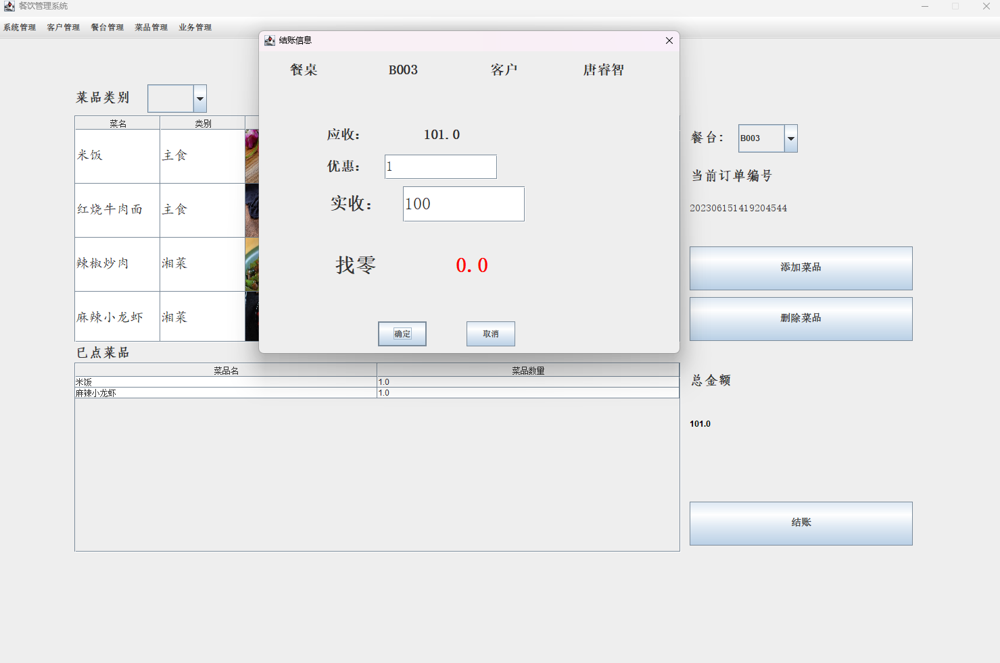 餐饮管理系统
系统管理 客户管理 餐台管理 菜品管理 业务管理
结账信息
餐桌 B003 客户 唐睿智
应收： 101.0
优惠： 1
实收： 100
找零 0.0
确定 取消
菜品类别
菜名 类别
米饭 主食
红烧牛肉面 主食
辣椒炒肉 湘菜
麻辣小龙虾 湘菜
已点菜品
菜品名 菜品数量
米饭 1.0
麻辣小龙虾 1.0
餐台： B003
当前订单编号
202306151419204544
添加菜品
删除菜品
总金额
101.0
结账